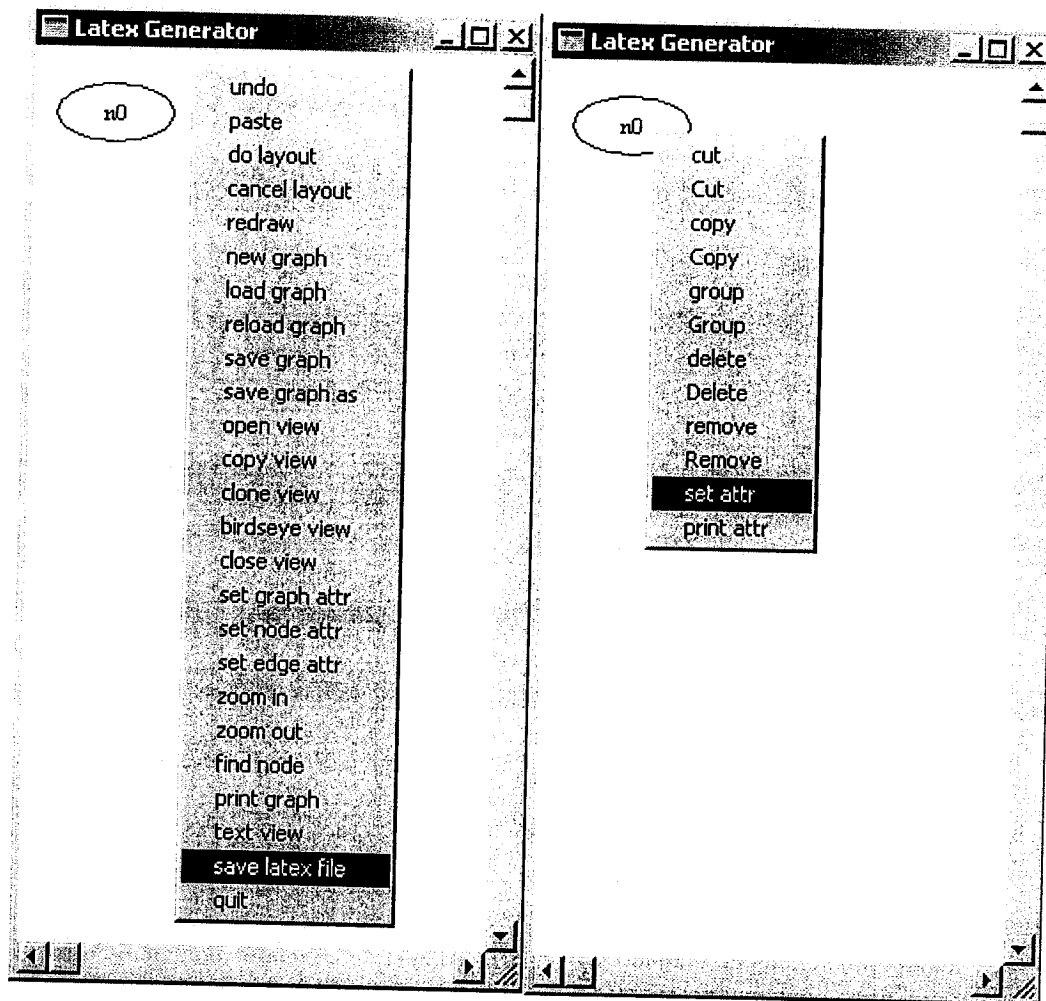 Latex Generator
n0
undo
paste
do layout
cancel layout
redraw
new graph
load graph
reload graph
save graph
save graph as
open view
copy view
clone view
birdseye view
close view
set graph attr
set node attr
set edge attr
zoom in
zoom out
find node
print graph
text view
save latex file
quit
Latex Generator
n0
cut
Cut
copy
Copy
group
Group
delete
Delete
remove
Remove
set attr
print attr